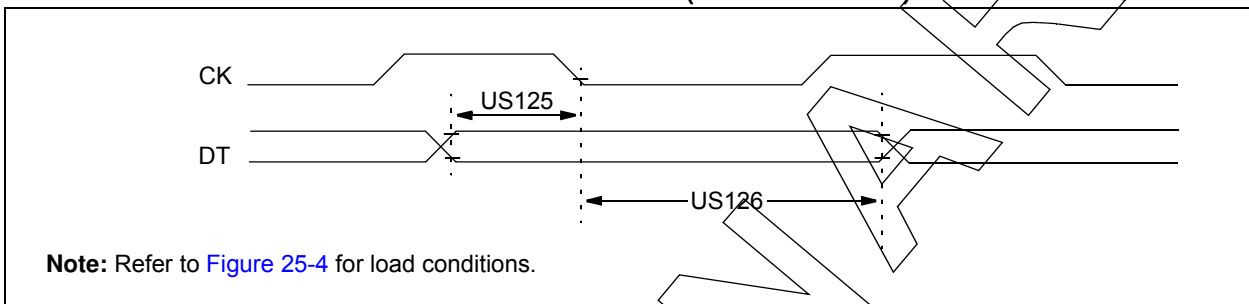 CK
US125
DT
US126
Note: Refer to Figure 25-4 for load conditions.